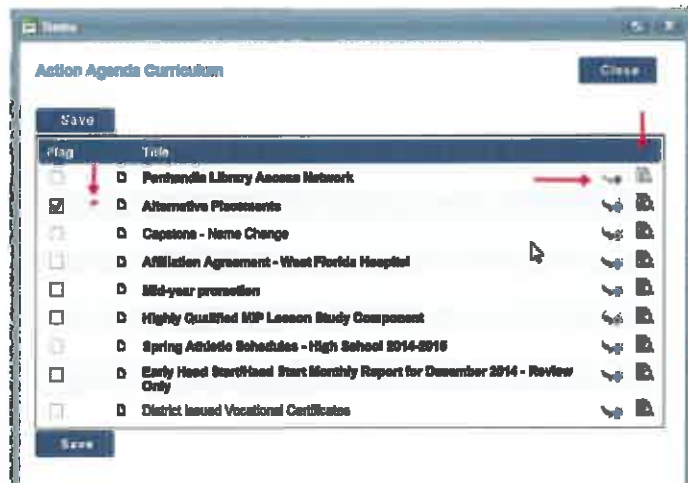 Items
Action Agenda Curriculum
Close
Save
Flag Title
Panhandle Library Access Network
Alternative Placements
Capstone - Name Change
Affiliation Agreement - West Florida Hospital
Mid-year promotion
Highly Qualified MIP Lesson Study Component
Spring Athletic Schedules - High School 2014-2015
Early Head Start/Head Start Monthly Report for December 2014 - Review
Only
District Issued Vocational Certificates
Save